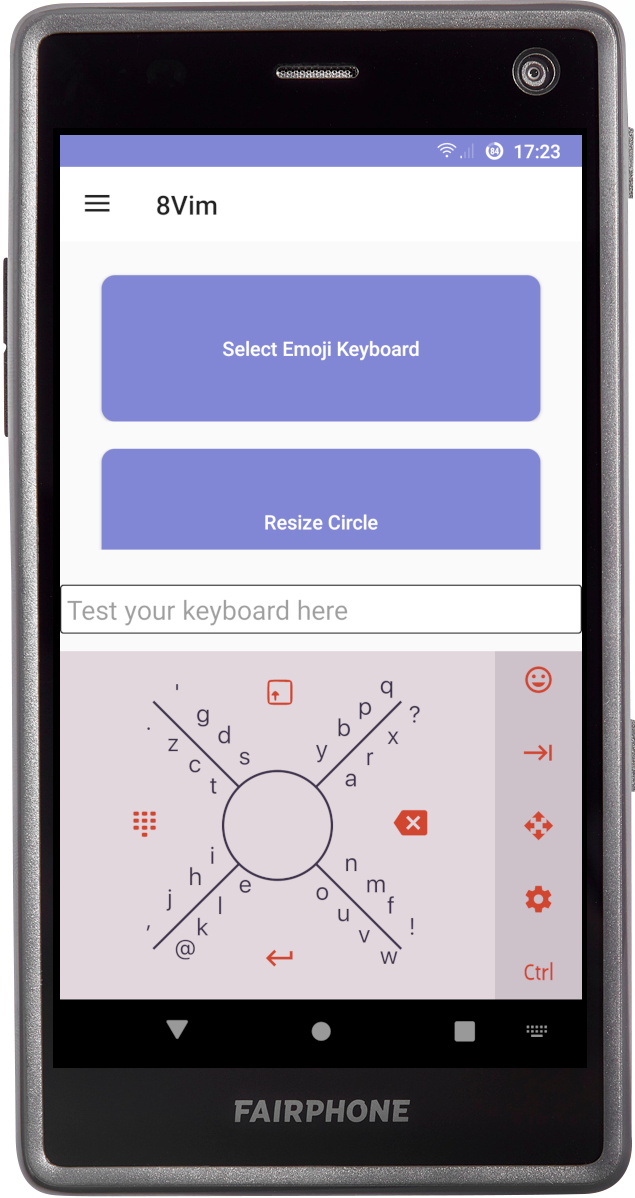 84 17:23
8Vim
Select Emoji Keyboard
Resize Circle
Test your keyboard here
' q
g p ?
. d b x
z s y r
c t a
i n
h e o m
j l u f
, k v !
@ w
Ctrl
FAIRPHONE